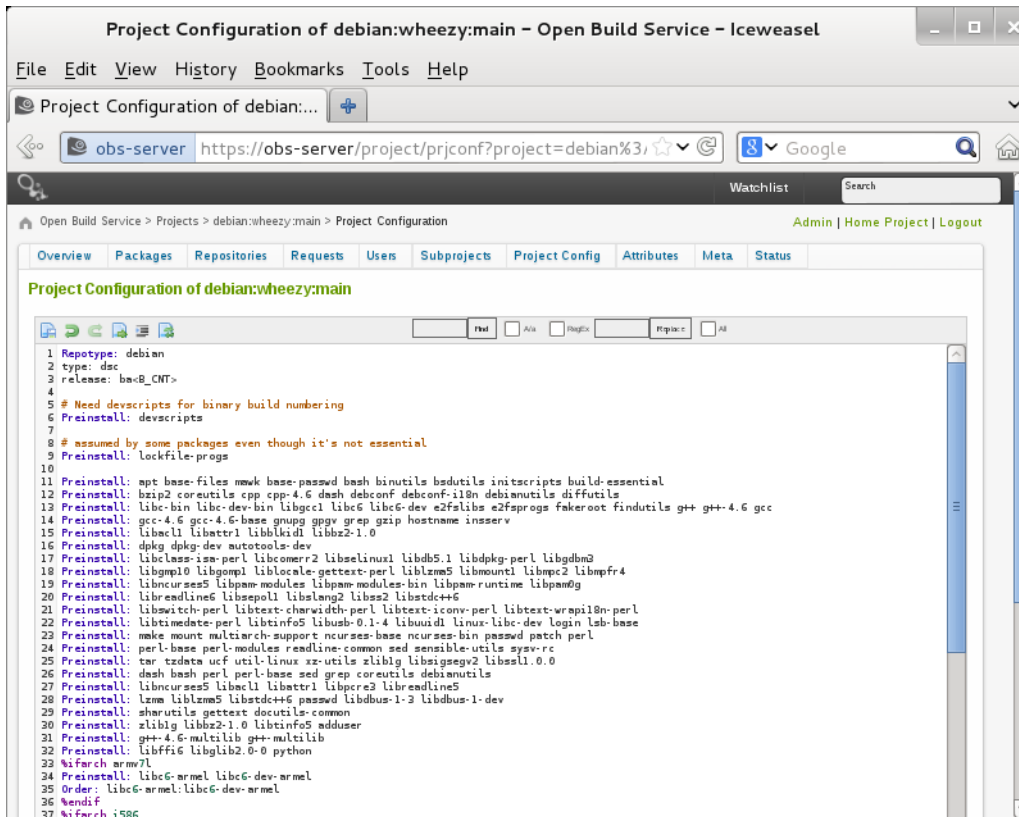 Project Configuration of debian:wheezy:main – Open Build Service – Iceweasel
File Edit View History Bookmarks Tools Help
Project Configuration of debian:...
obs-server https://obs-server/project/prjconf?project=debian%3
Google
Watchlist Search
Open Build Service > Projects > debian:wheezy:main > Project Configuration
Admin | Home Project | Logout
Overview Packages Repositories Requests Users Subprojects Project Config Attributes Meta Status
Project Configuration of debian:wheezy:main
Find A/a RegEx Replace All
1 Repotype: debian
2 type: dsc
3 release: ba<B_CNT>
4
5 # Need devscripts for binary build numbering
6 Preinstall: devscripts
7
8 # assumed by some packages even though it's not essential
9 Preinstall: lockfile-progs
10
11 Preinstall: apt base-files mawk base-passwd bash binutils bsdutils initscripts build-essential
12 Preinstall: bzip2 coreutils cpp cpp-4.6 dash debconf debconf-i18n debianutils diffutils
13 Preinstall: libc-bin libc-dev-bin libgcc1 libc6 libc6-dev e2fslibs e2fsprogs fakeroot findutils g++ g++-4.6 gcc
14 Preinstall: gcc-4.6 gcc-4.6-base gnupg gpgv grep gzip hostname insserv
15 Preinstall: libacl1 libattr1 libblkid1 libbz2-1.0
16 Preinstall: dpkg dpkg-dev autotools-dev
17 Preinstall: libclass-isa-perl libcomerr2 libselinux1 libdb5.1 libdpkg-perl libgdbm3
18 Preinstall: libgmp10 libgomp1 liblocale-gettext-perl liblzma5 libmount1 libmpc2 libmpfr4
19 Preinstall: libncurses5 libpam-modules libpam-modules-bin libpam-runtime libpam0g
20 Preinstall: libreadline6 libsepol1 libslang2 libss2 libstdc++6
21 Preinstall: libswitch-perl libtext-charwidth-perl libtext-iconv-perl libtext-wrapi18n-perl
22 Preinstall: libtimedate-perl libtinfo5 libusb-0.1-4 libuuid1 linux-libc-dev login lsb-base
23 Preinstall: make mount multiarch-support ncurses-base ncurses-bin passwd patch perl
24 Preinstall: perl-base perl-modules readline-common sed sensible-utils sysv-rc
25 Preinstall: tar tzdata ucf util-linux xz-utils zlib1g libsigsegv2 libssl1.0.0
26 Preinstall: dash bash perl perl-base sed grep coreutils debianutils
27 Preinstall: libncurses5 libacl1 libattr1 libpcre3 libreadline5
28 Preinstall: lzma liblzma5 libstdc++6 passwd libdbus-1-3 libdbus-1-dev
29 Preinstall: sharutils gettext docutils-common
30 Preinstall: zlib1g libbz2-1.0 libtinfo5 adduser
31 Preinstall: g++-4.6-multilib g++-multilib
32 Preinstall: libffi6 libglib2.0-0 python
33 %ifarch armv7l
34 Preinstall: libc6-armel libc6-dev-armel
35 Order: libc6-armel:libc6-dev-armel
36 %endif
37 %ifarch i586